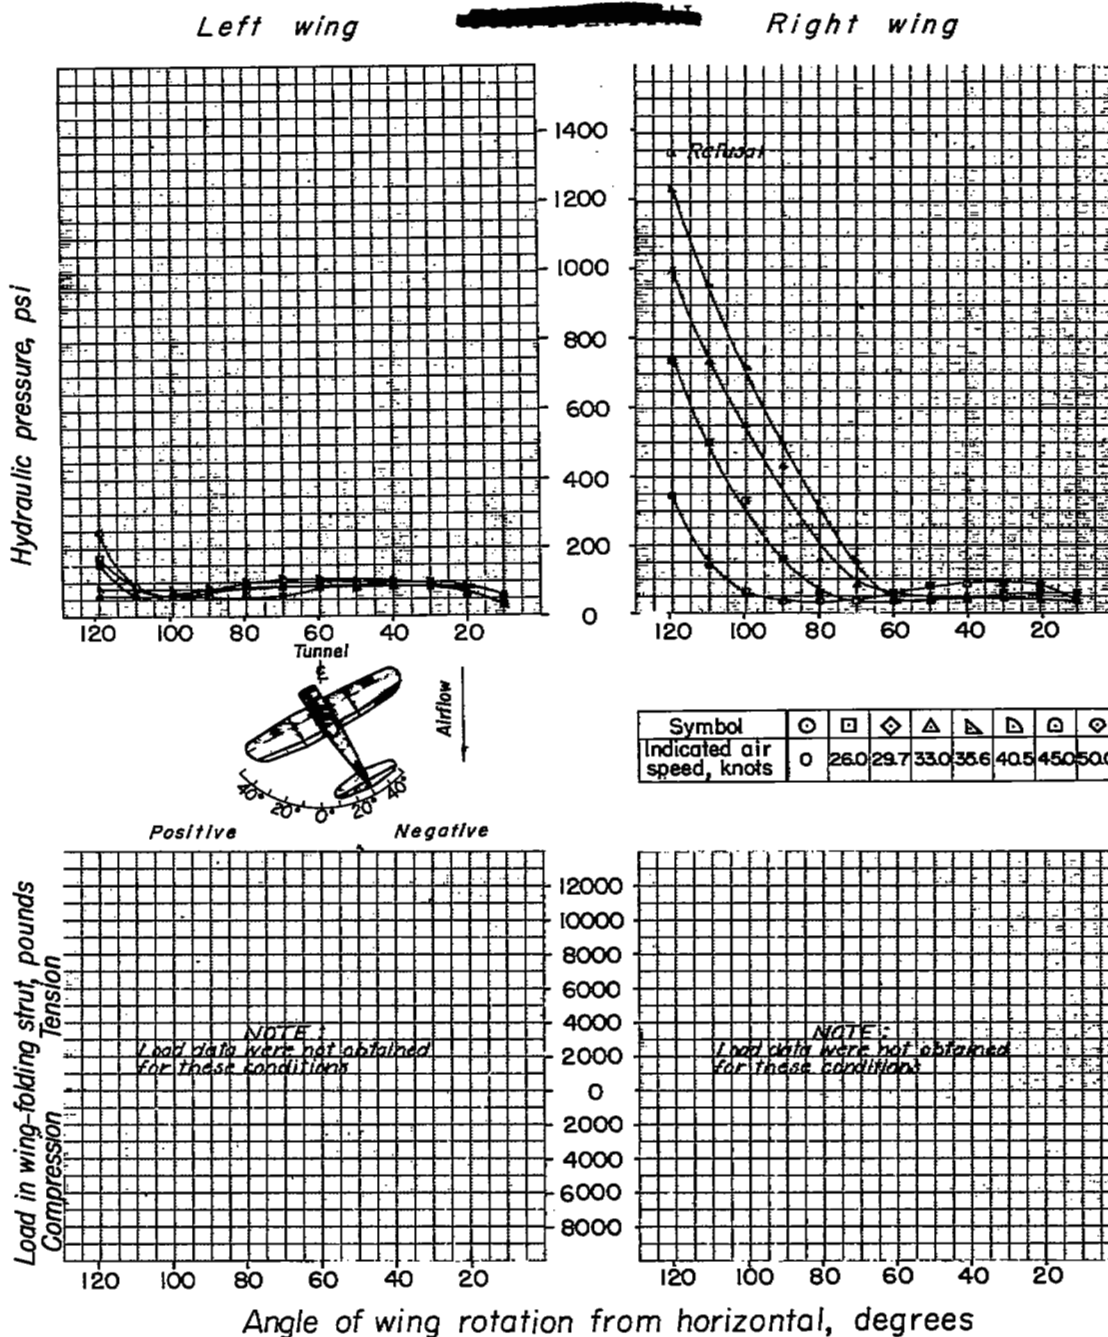 Left wing
Right wing
Hydraulic pressure, psi
1400
1200
1000
800
600
400
200
0
Refusal
120 100 80 60 40 20
120 100 80 60 40 20
Tunnel
℄
Airflow
40° 20° 0° 20° 40°
Positive Negative
Symbol
Indicated air speed, knots 0 26.0 29.7 33.0 35.6 40.5 45.0 50.0
Load in wing-folding strut, pounds
Compression Tension
12000
10000
8000
6000
4000
2000
0
2000
4000
6000
8000
NOTE:
Load data were not obtained
for these conditions
NOTE:
Load data were not obtained
for these conditions
120 100 80 60 40 20
120 100 80 60 40 20
Angle of wing rotation from horizontal, degrees